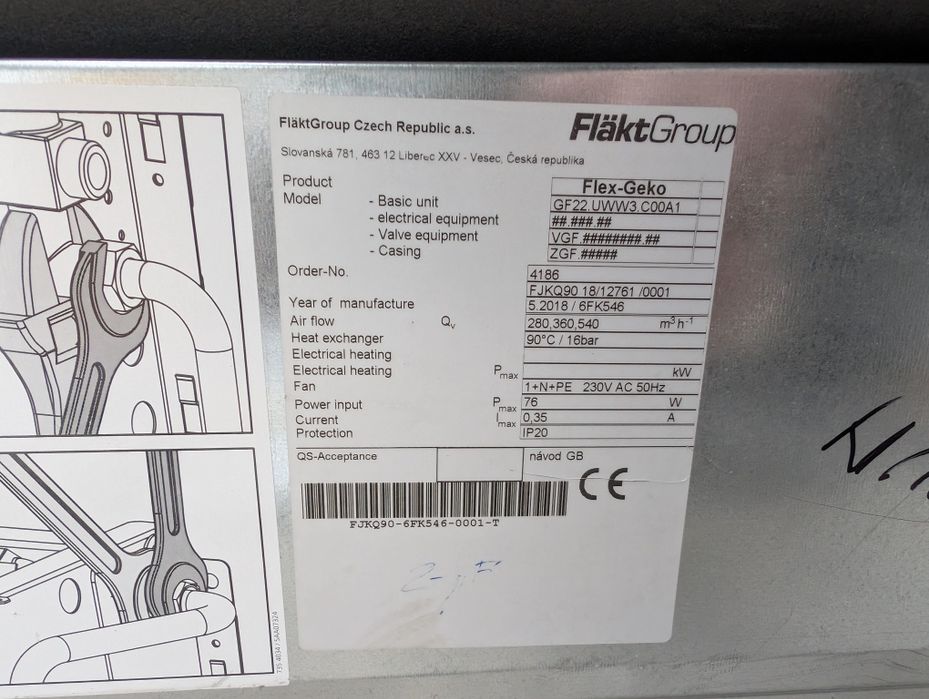 FläktGroup Czech Republic a.s.
FläktGroup
Slovanská 781, 463 12 Liberec XXV - Vesec, Česká republika
Product Flex-Geko
Model - Basic unit GF22.UWW3.C00A1
- electrical equipment ##.###.##
- Valve equipment VGF.########.##
- Casing ZGF.#####
Order-No. 4186
FJKQ90 18/12761 /0001
Year of manufacture 5.2018 / 6FK546
Air flow Qv 280,360,540 m³h⁻¹
Heat exchanger 90°C / 16bar
Electrical heating
Electrical heating Pmax kW
Fan 1+N+PE 230V AC 50Hz
Power input Pmax 76 W
Current Imax 0,35 A
Protection IP20
QS-Acceptance návod GB
CE
FJKQ90-6FK546-0001-T